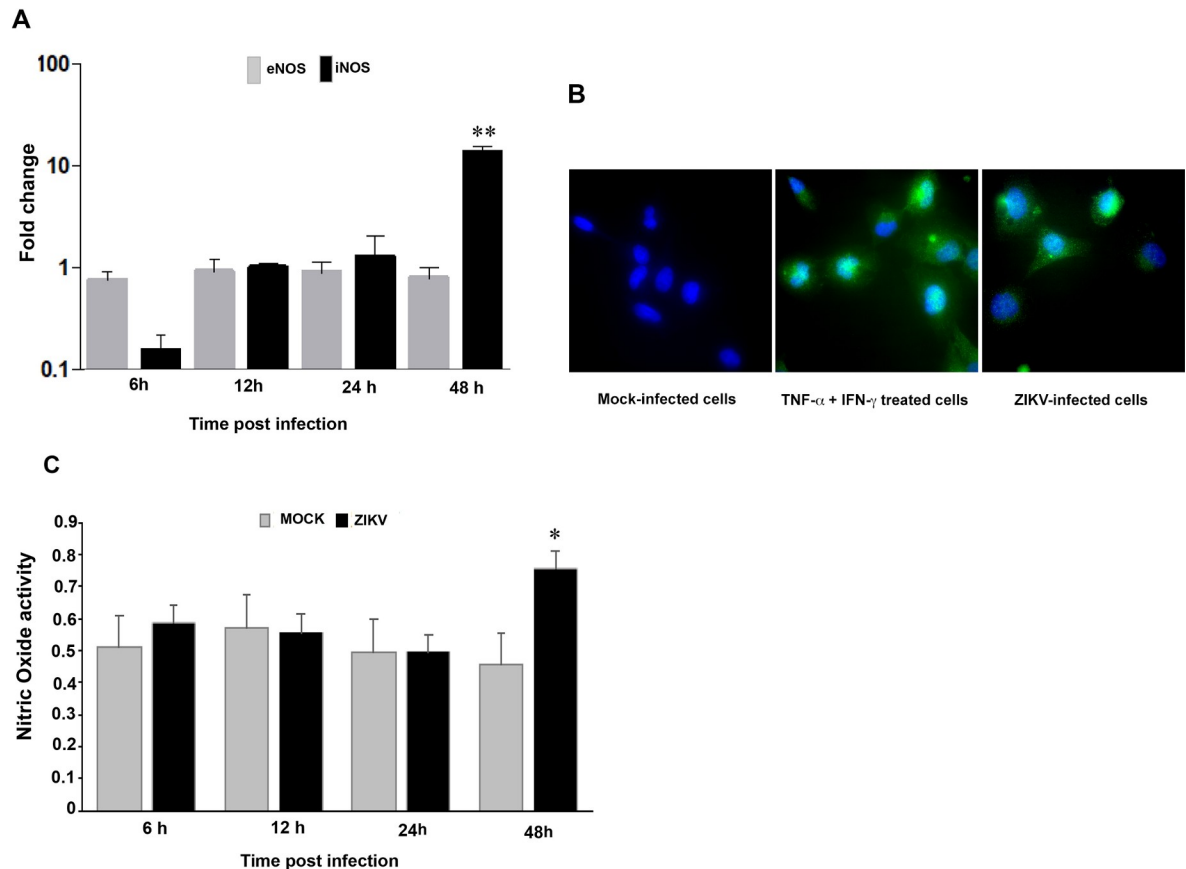 A
100
10
1
0.1
Fold change
eNOS iNOS
**
6h 12h 24 h 48 h
Time post infection
B
Mock-infected cells TNF-α + IFN-γ treated cells ZIKV-infected cells
C
MOCK ZIKV
0.9
0.8
0.7
0.6
0.5
0.4
0.3
0.2
0.1
0
Nitric Oxide activity
*
6 h 12 h 24h 48h
Time post infection